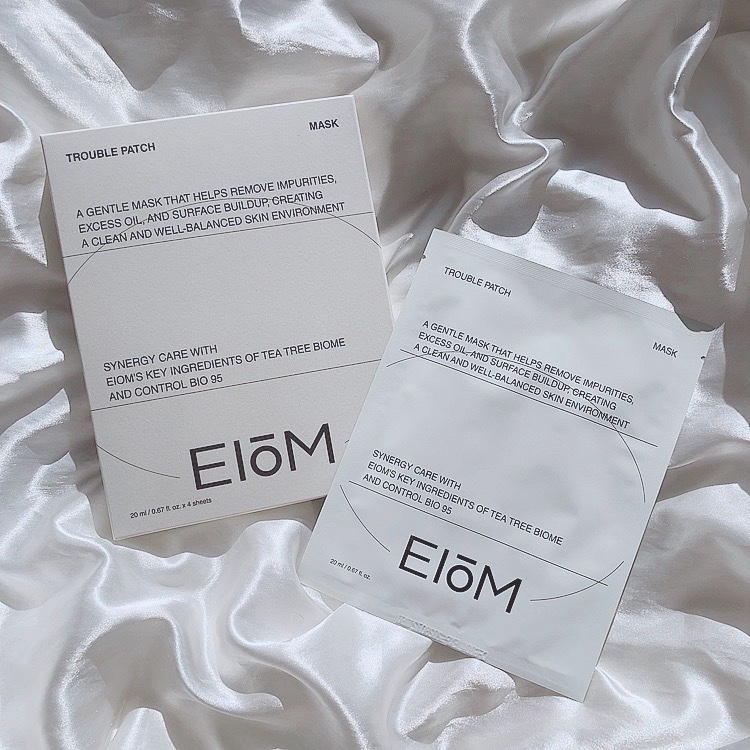 TROUBLE PATCH
MASK
A GENTLE MASK THAT HELPS REMOVE IMPURITIES,
EXCESS OIL, AND SURFACE BUILDUP, CREATING
A CLEAN AND WELL-BALANCED SKIN ENVIRONMENT
SYNERGY CARE WITH
EIOM'S KEY INGREDIENTS OF TEA TREE BIOME
AND CONTROL BIO 95
EIōM
20 ml / 0.67 fl. oz. x 4 sheets
TROUBLE PATCH
MASK
A GENTLE MASK THAT HELPS REMOVE IMPURITIES,
EXCESS OIL, AND SURFACE BUILDUP, CREATING
A CLEAN AND WELL-BALANCED SKIN ENVIRONMENT
SYNERGY CARE WITH
EIOM'S KEY INGREDIENTS OF TEA TREE BIOME
AND CONTROL BIO 95
EIōM
20 ml / 0.67 fl. oz.